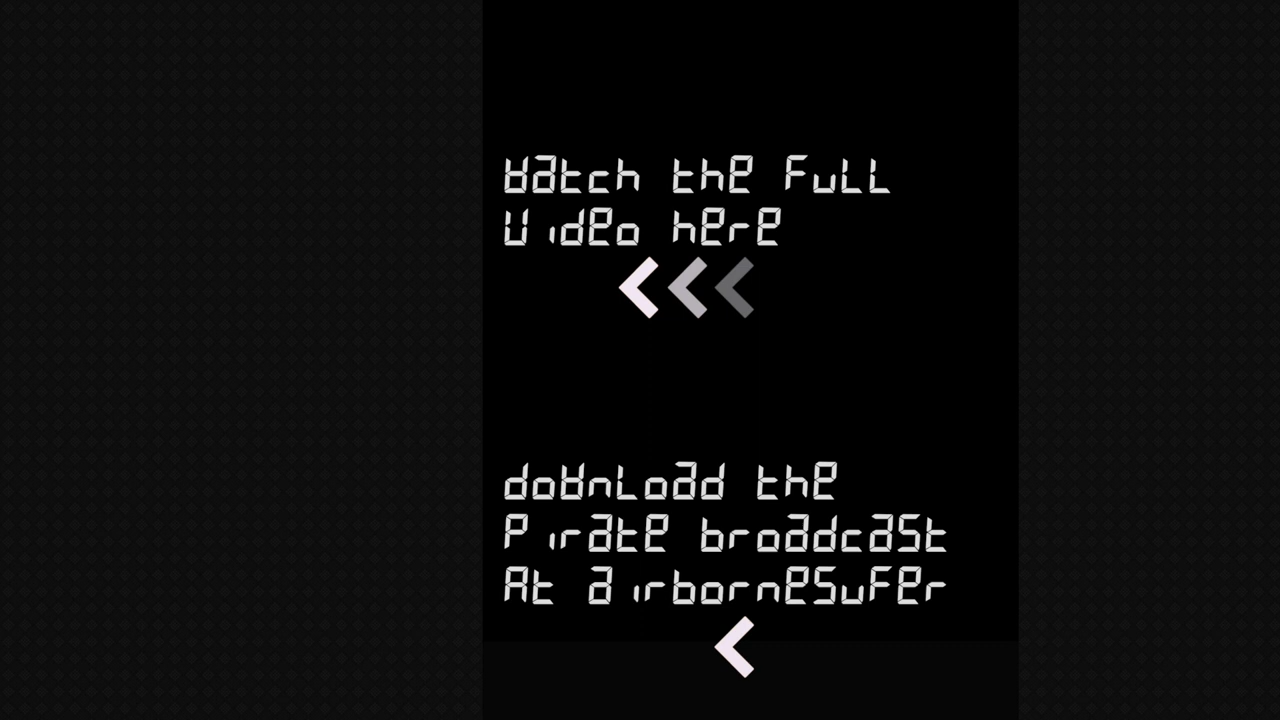 Watch the Full
Video here
download the
Pirate broadcast
At airbornesufer